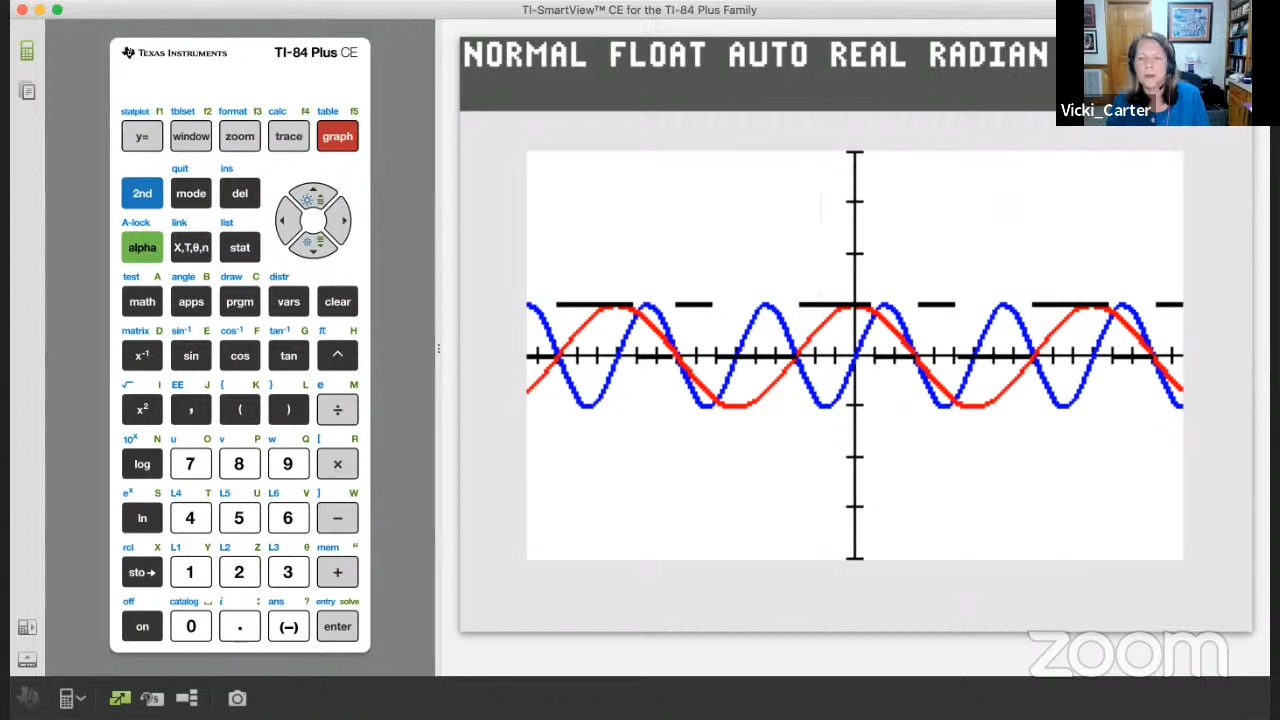 TI-SmartView™ CE for the TI-84 Plus Family
NORMAL FLOAT AUTO REAL RADIAN
Vicki_Carter
TEXAS INSTRUMENTS TI-84 Plus CE
statplot f1 tblset f2 format f3 calc f4 table f5
y= window zoom trace graph
quit ins
2nd mode del
A-lock link list
alpha X,T,θ,n stat
test A angle B draw C distr
math apps prgm vars clear
matrix D sin⁻¹ E cos⁻¹ F tan⁻¹ G π H
x⁻¹ sin cos tan ^
√ I EE J { K } L e M
x² , ( ) ÷
10ˣ N u O v P w Q [ R
log 7 8 9 ×
eˣ S L4 T L5 U L6 V ] W
ln 4 5 6 −
rcl X L1 Y L2 Z L3 θ mem “
sto→ 1 2 3 +
off catalog ␣ i : ans ? entry solve
on 0 . (−) enter
zoom